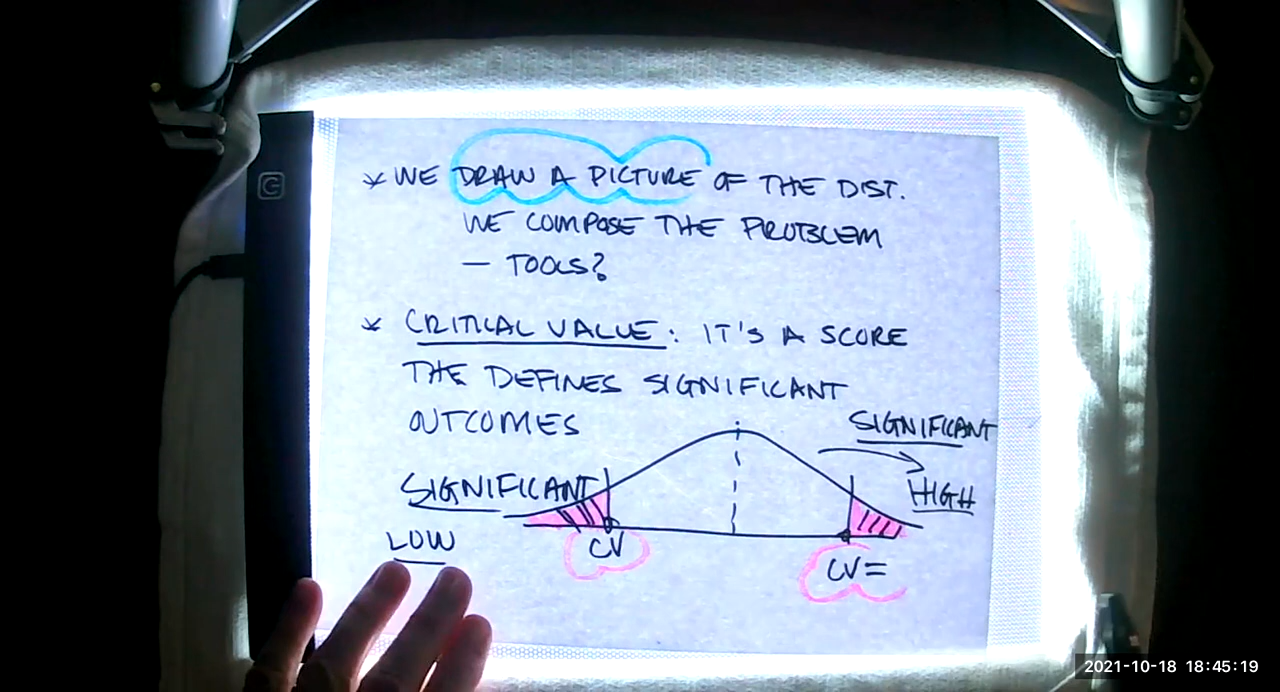 * WE DRAW A PICTURE OF THE DIST.
WE COMPOSE THE PROBLEM
— TOOLS?
* CRITICAL VALUE: IT'S A SCORE
THE DEFINES SIGNIFICANT
OUTCOMES
SIGNIFICANT
HIGH
SIGNIFICANT
LOW
CV
CV=
2021-10-18 18:45:19